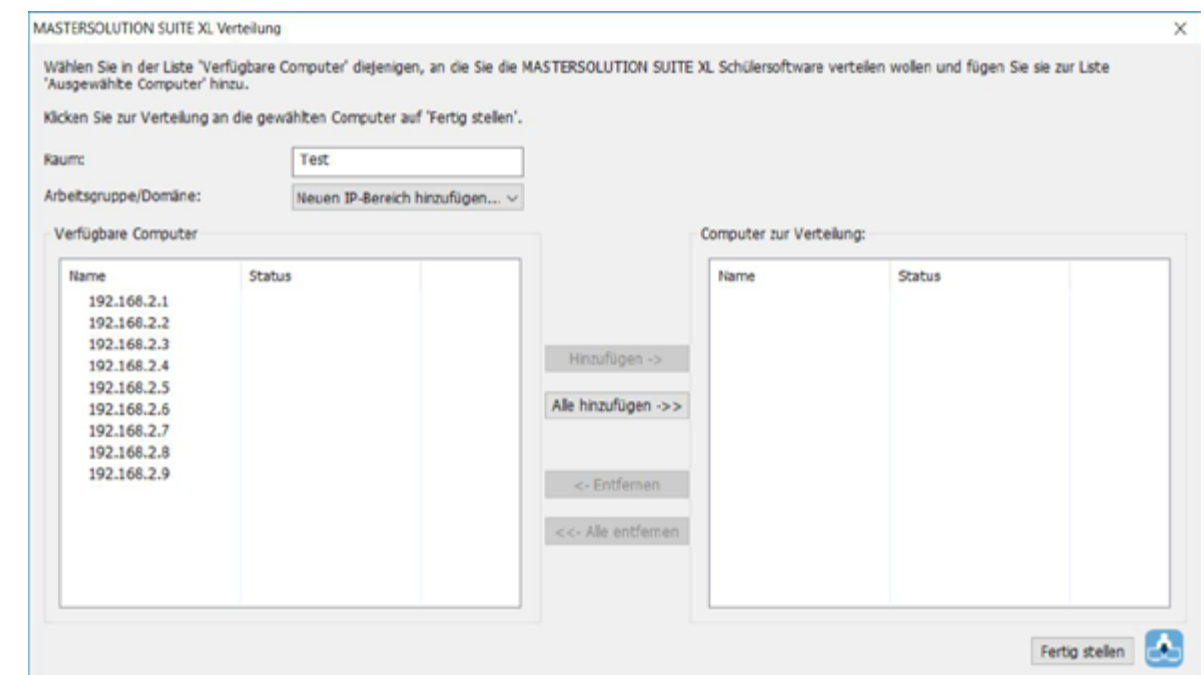 MASTERSOLUTION SUITE XL Verteilung
Wählen Sie in der Liste 'Verfügbare Computer' diejenigen, an die Sie die MASTERSOLUTION SUITE XL Schülersoftware verteilen wollen und fügen Sie sie zur Liste
'Ausgewählte Computer' hinzu.
Klicken Sie zur Verteilung an die gewählten Computer auf 'Fertig stellen'.
Raum:
Test
Arbeitsgruppe/Domäne:
Neuen IP-Bereich hinzufügen...
Verfügbare Computer
Name Status
192.168.2.1
192.168.2.2
192.168.2.3
192.168.2.4
192.168.2.5
192.168.2.6
192.168.2.7
192.168.2.8
192.168.2.9
Hinzufügen ->
Alle hinzufügen ->>
<- Entfernen
<<- Alle entfernen
Computer zur Verteilung:
Name Status
Fertig stellen